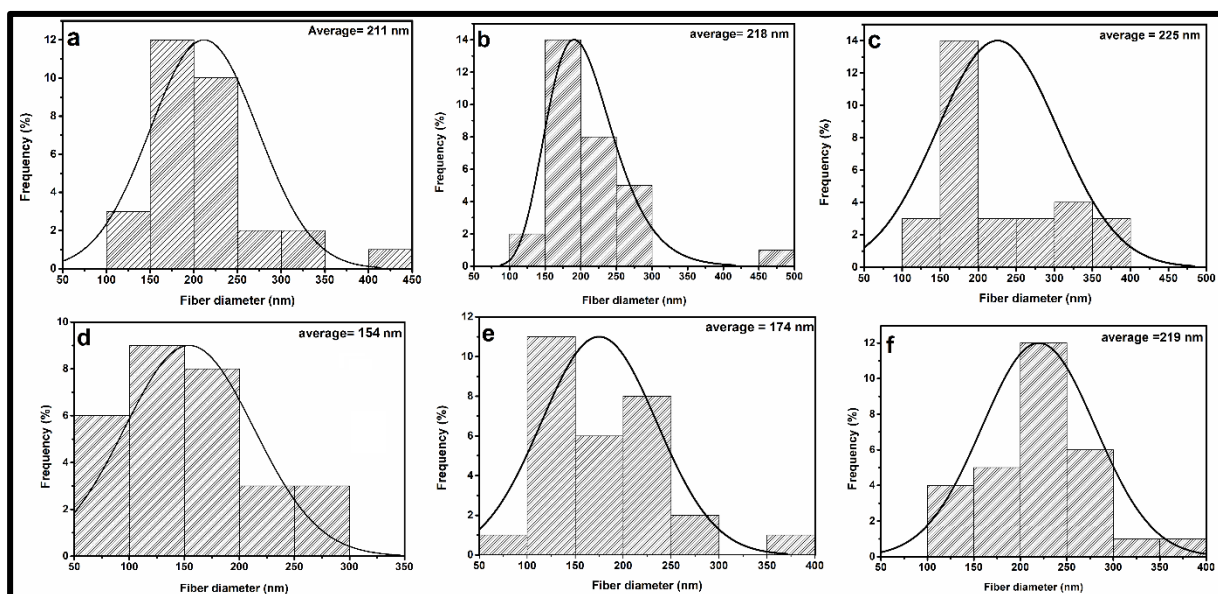 a
Average= 211 nm
Frequency (%)
12
10
8
6
4
2
0
50 100 150 200 250 300 350 400 450
Fiber diameter (nm)
b
average= 218 nm
Frequency (%)
14
12
10
8
6
4
2
0
50 100 150 200 250 300 350 400 450 500
Fiber diameter (nm)
c
average = 225 nm
Frequency (%)
14
12
10
8
6
4
2
0
50 100 150 200 250 300 350 400 450 500
Fiber diameter (nm)
d
average= 154 nm
Frequency (%)
10
8
6
4
2
0
50 100 150 200 250 300 350
Fiber diameter (nm)
e
average = 174 nm
Frequency (%)
12
10
8
6
4
2
0
50 100 150 200 250 300 350 400
Fiber diameter (nm)
f
average =219 nm
Frequency (%)
12
10
8
6
4
2
0
50 100 150 200 250 300 350 400
Fiber diameter (nm)